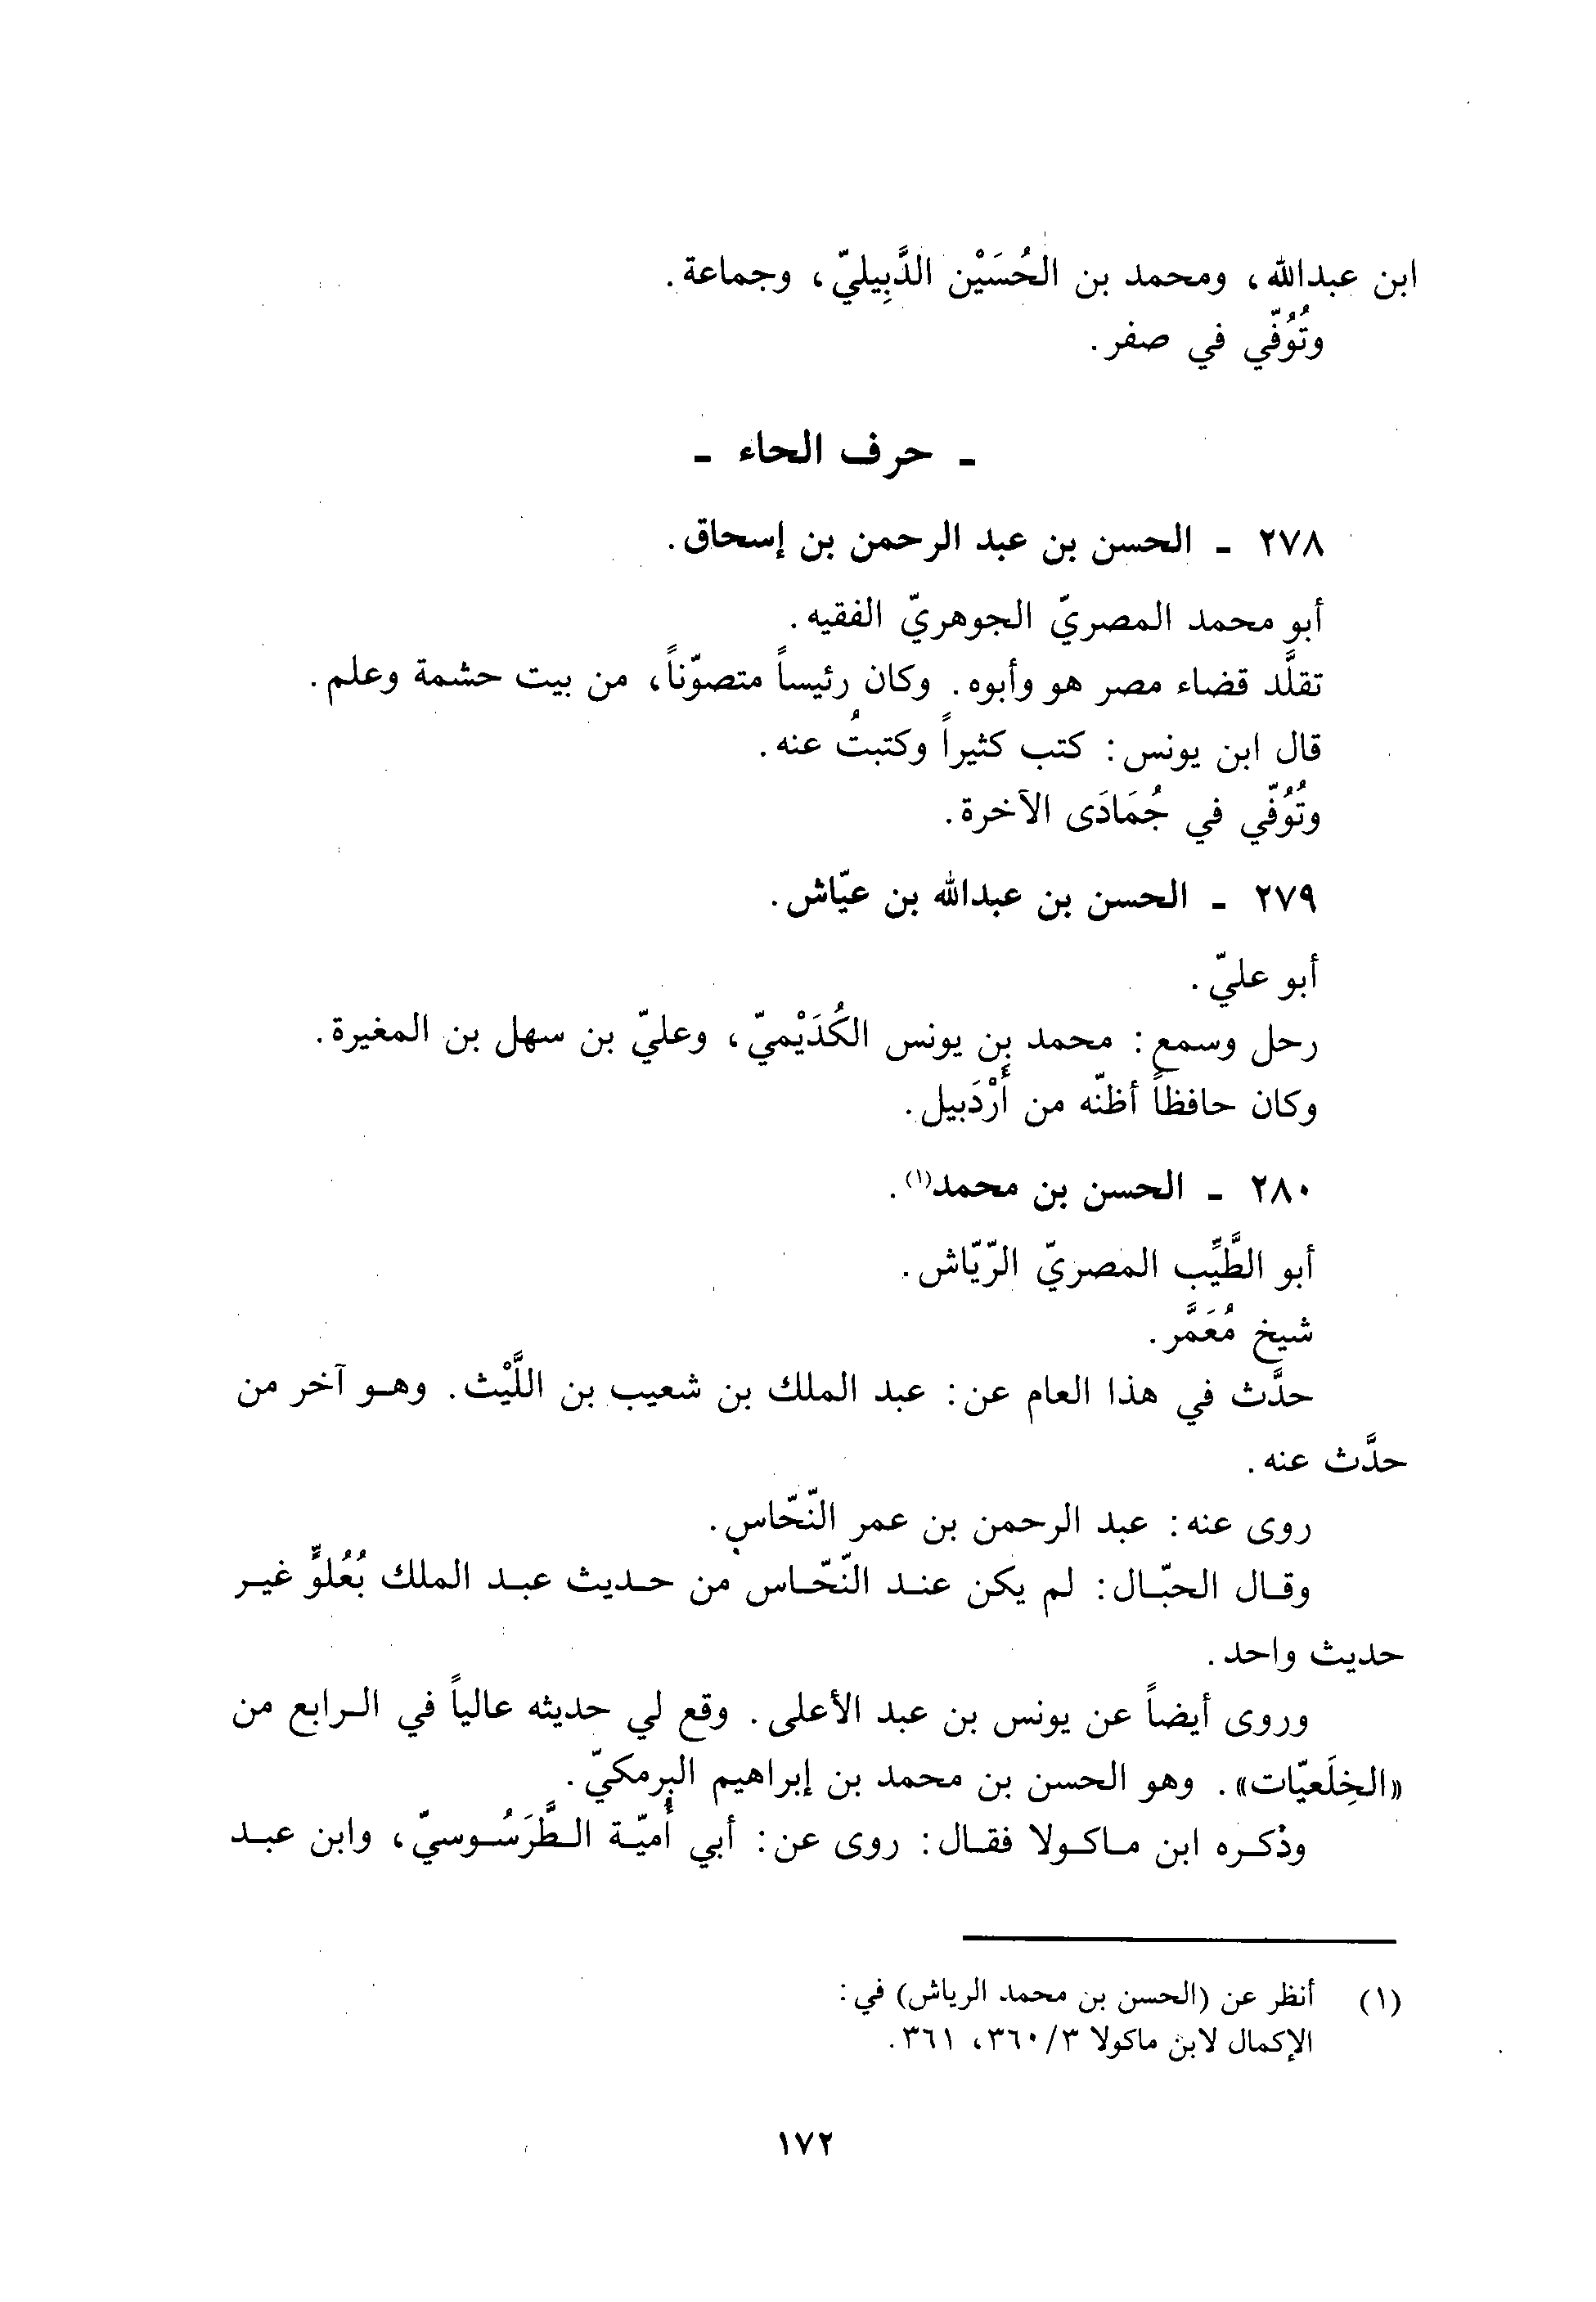 ابن عبدالله، ومحمد بن الحُسَيْن الدَّبِيليّ، وجماعة.
وتُوُفّي في صفر.
ـ حرف الحاء ـ
٢٧٨ ـ الحسن بن عبد الرحمن بن إسحاق.
أبو محمد المصريّ الجوهريّ الفقيه.
تقلَّد قضاء مصر هو وأبوه. وكان رئيساً متصوّناً، من بيت حشمة وعلم.
قال ابن يونس: كتب كثيراً وكتبتُ عنه.
وتُوُفّي في جُمَادَى الآخرة.
٢٧٩ ـ الحسن بن عبدالله بن عيّاش.
أبو عليّ.
رحل وسمع: محمد بن يونس الكُدَيْميّ، وعليّ بن سهل بن المغيرة.
وكان حافظاً أظنّه من أَرْدَبيل.
٢٨٠ ـ الحسن بن محمد(١).
أبو الطَّيِّب المصريّ الرّيّاش.
شيخ مُعَمَّر.
حدَّث في هذا العام عن: عبد الملك بن شعيب بن اللَّيْث. وهو آخر من
حدَّث عنه.
روى عنه: عبد الرحمن بن عمر النّحّاس.
وقال الحبّال: لم يكن عند النّحّاس من حديث عبد الملك بُعُلوٍّ غير
حديث واحد.
وروى أيضاً عن يونس بن عبد الأعلى. وقع لي حديثه عالياً في الرابع من
«الخِلَعيّات». وهو الحسن بن محمد بن إبراهيم البرمكيّ.
وذكره ابن ماكولا فقال: روى عن: أبي أُميّة الطَّرَسُوسيّ، وابن عبد
(١) أنظر عن (الحسن بن محمد الرياش) في:
الإكمال لابن ماكولا ٣/ ٣٦٠، ٣٦١.
١٧٢